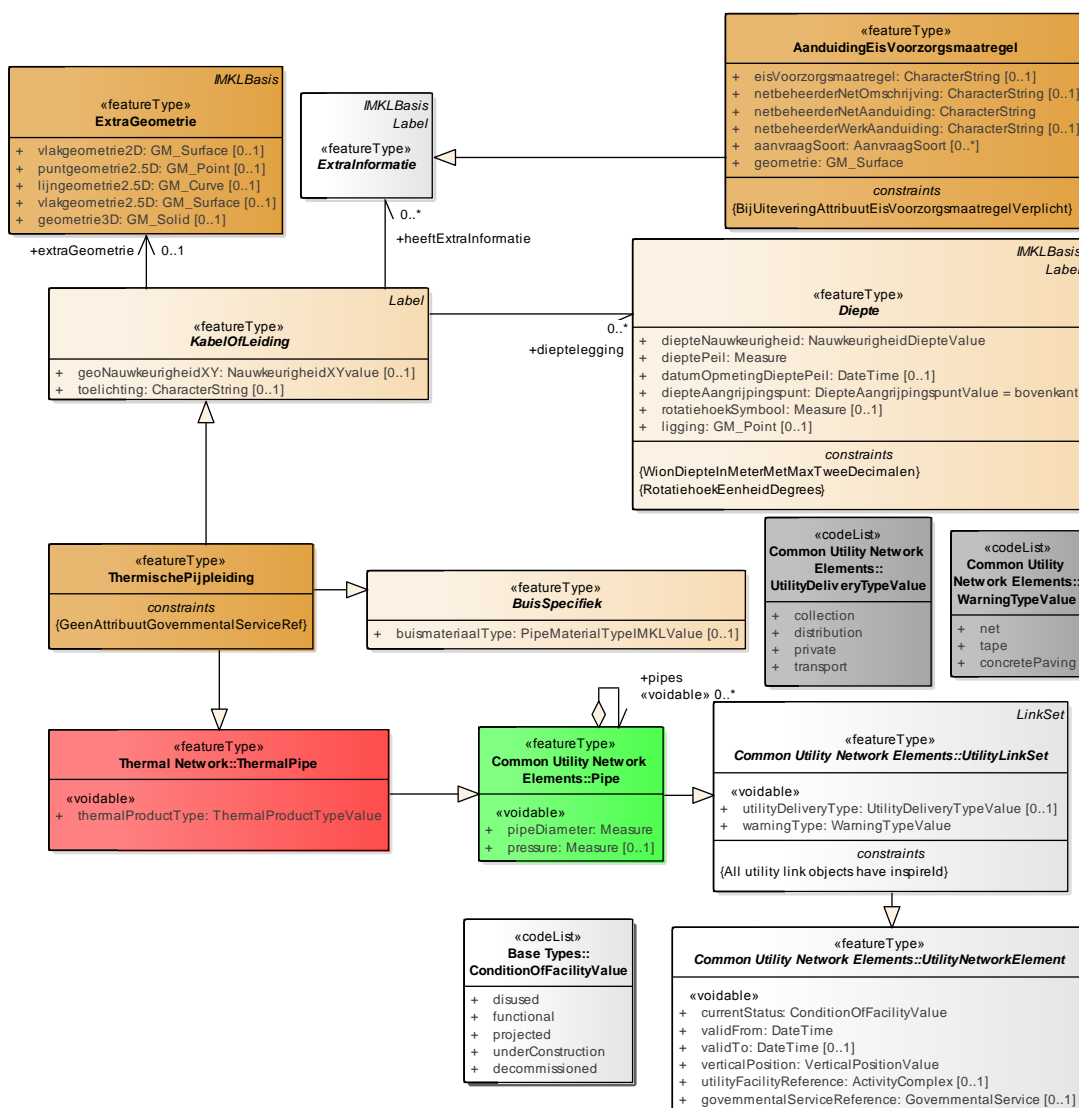 «featureType»
AanduidingEisVoorzorgsmaatregel
+ eisVoorzorgsmaatregel: CharacterString [0..1]
+ netbeheerderNetOmschrijving: CharacterString [0..1]
+ netbeheerderNetAanduiding: CharacterString
+ netbeheerderWerkAanduiding: CharacterString [0..1]
+ aanvraagSoort: AanvraagSoort [0..*]
+ geometrie: GM_Surface
constraints
{BijUiteveringAttribuutEisVoorzorgsmaatregelVerplicht}
IMKLBasis
«featureType»
ExtraGeometrie
+ vlakgeometrie2D: GM_Surface [0..1]
+ puntgeometrie2.5D: GM_Point [0..1]
+ lijngeometrie2.5D: GM_Curve [0..1]
+ vlakgeometrie2.5D: GM_Surface [0..1]
+ geometrie3D: GM_Solid [0..1]
IMKLBasis
Label
«featureType»
ExtraInformatie
0..*
+heeftExtraInformatie
+extraGeometrie 0..1
IMKLBasis
Label
«featureType»
Diepte
+ diepteNauwkeurigheid: NauwkeurigheidDiepteValue
+ dieptePeil: Measure
+ datumOpmetingDieptePeil: DateTime [0..1]
+ diepteAangrijpingspunt: DiepteAangrijpingspuntValue = bovenkant
+ rotatiehoekSymbool: Measure [0..1]
+ ligging: GM_Point [0..1]
constraints
{WionDiepteInMeterMetMaxTweeDecimalen}
{RotatiehoekEenheidDegrees}
Label
«featureType»
KabelOfLeiding
+ geoNauwkeurigheidXY: NauwkeurigheidXYvalue [0..1]
+ toelichting: CharacterString [0..1]
0..*
+dieptelegging
«featureType»
ThermischePijpleiding
constraints
{GeenAttribuutGovernmentalServiceRef}
«featureType»
BuisSpecifiek
+ buismateriaalType: PipeMaterialTypeIMKLValue [0..1]
«codeList»
Common Utility Network
Elements::
UtilityDeliveryTypeValue
+ collection
+ distribution
+ private
+ transport
«codeList»
Common Utility
Network Elements::
WarningTypeValue
+ net
+ tape
+ concretePaving
+pipes
«voidable» 0..*
«featureType»
Thermal Network::ThermalPipe
«voidable»
+ thermalProductType: ThermalProductTypeValue
«featureType»
Common Utility Network
Elements::Pipe
«voidable»
+ pipeDiameter: Measure
+ pressure: Measure [0..1]
LinkSet
«featureType»
Common Utility Network Elements::UtilityLinkSet
«voidable»
+ utilityDeliveryType: UtilityDeliveryTypeValue [0..1]
+ warningType: WarningTypeValue
constraints
{All utility link objects have inspireId}
«codeList»
Base Types::
ConditionOfFacilityValue
+ disused
+ functional
+ projected
+ underConstruction
+ decommissioned
«featureType»
Common Utility Network Elements::UtilityNetworkElement
«voidable»
+ currentStatus: ConditionOfFacilityValue
+ validFrom: DateTime
+ validTo: DateTime [0..1]
+ verticalPosition: VerticalPositionValue
+ utilityFacilityReference: ActivityComplex [0..1]
+ governmentalServiceReference: GovernmentalService [0..1]